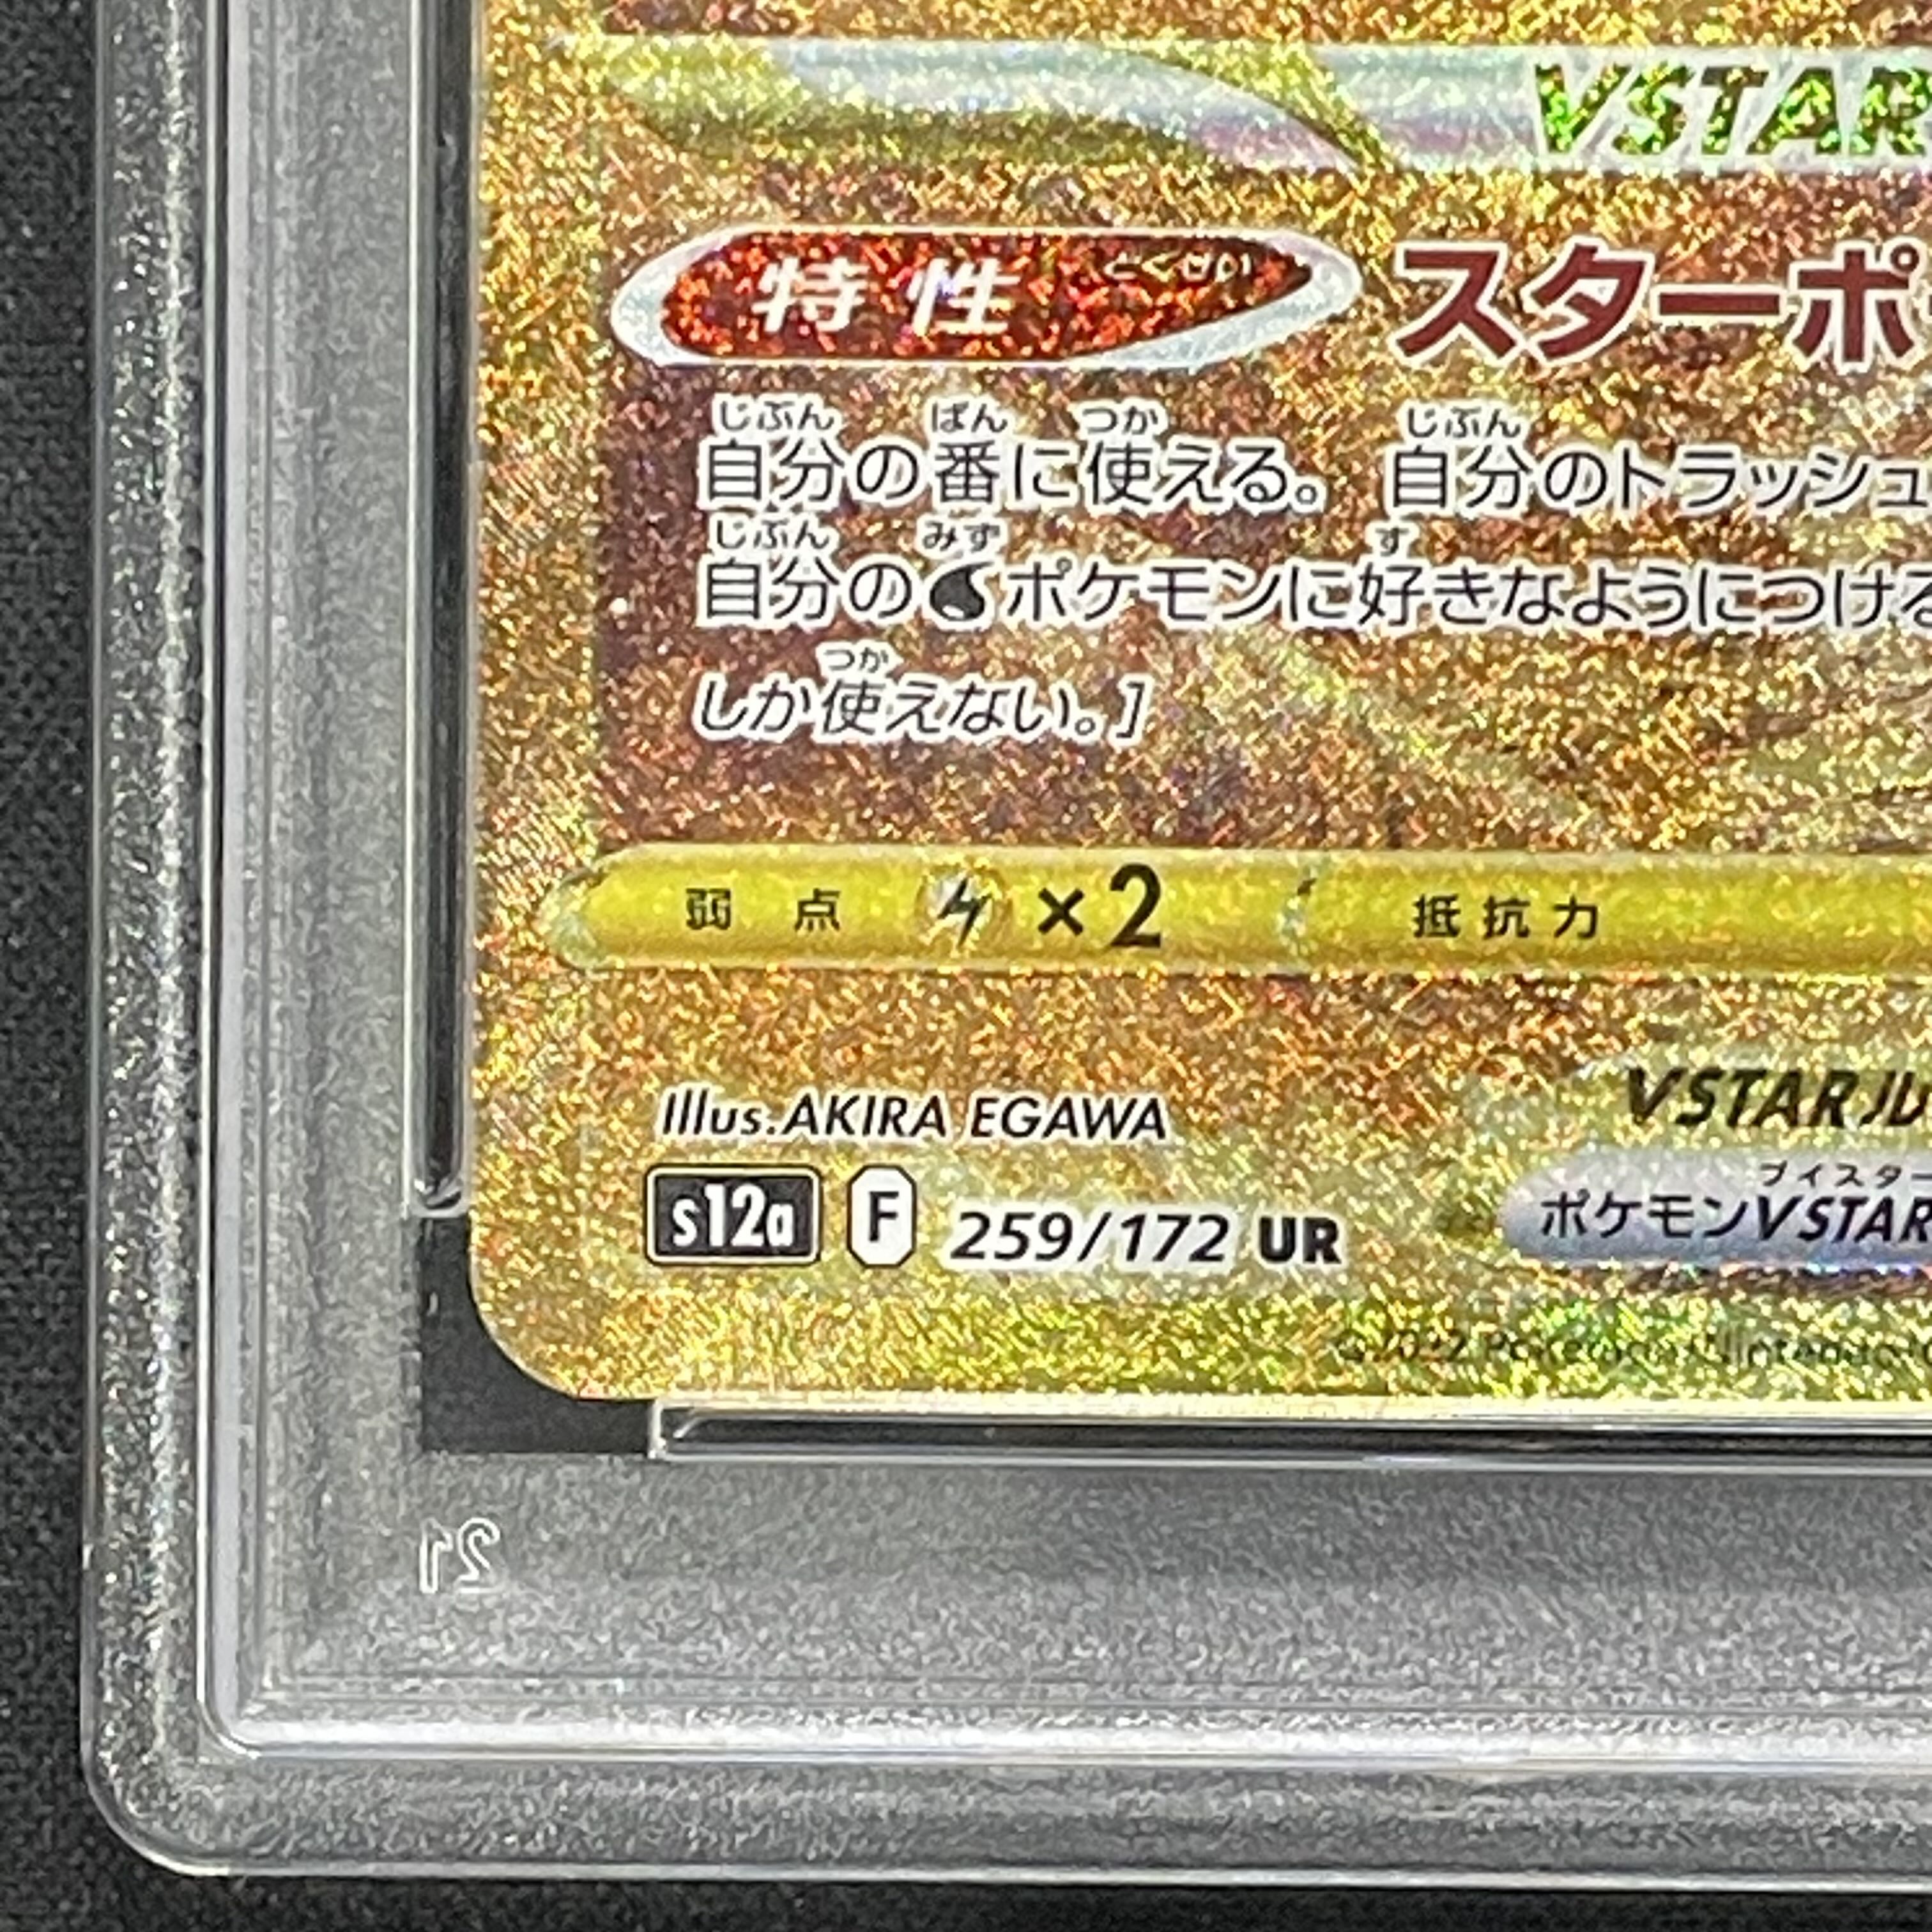 VSTAR
特性 とくせい スターポ
じぶん ばん つか じぶん
自分の番に使える。 自分のトラッシュ
じぶん みず す
自分のポケモンに好きなようにつける
つか
しか使えない。]
弱点 ×2 抵抗力
Illus. AKIRA EGAWA
VSTARル
s12a F 259/172 UR
ブイスター
ポケモンVSTAR
©2022 Pokémon/Nintendo
21